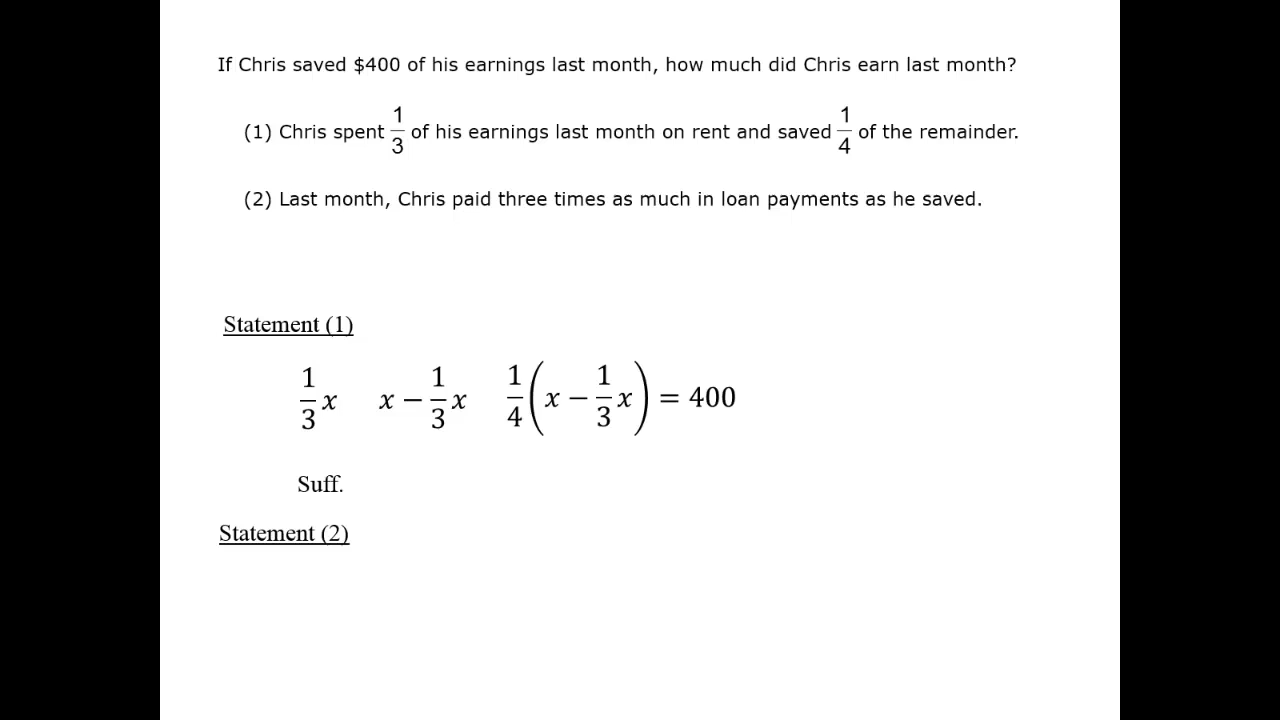 If Chris saved $400 of his earnings last month, how much did Chris earn last month?
(1) Chris spent 1/3 of his earnings last month on rent and saved 1/4 of the remainder.
(2) Last month, Chris paid three times as much in loan payments as he saved.
Statement (1)
1/3 x   x − 1/3 x   1/4 (x − 1/3 x) = 400
Suff.
Statement (2)